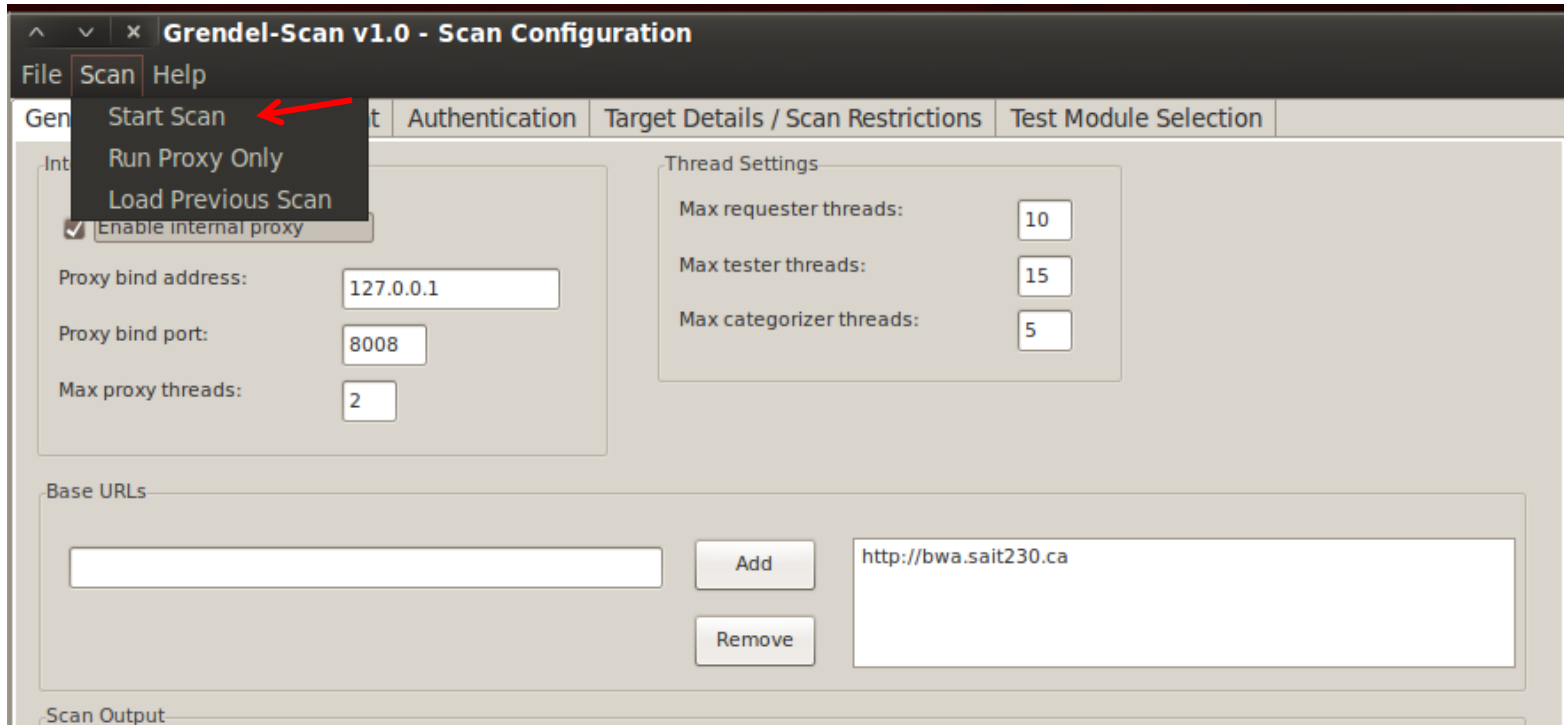 Grendel-Scan v1.0 - Scan Configuration
File Scan Help
Start Scan
Run Proxy Only
Load Previous Scan
Gen t Authentication Target Details / Scan Restrictions Test Module Selection
Int
Enable internal proxy
Proxy bind address: 127.0.0.1
Proxy bind port: 8008
Max proxy threads: 2
Thread Settings
Max requester threads: 10
Max tester threads: 15
Max categorizer threads: 5
Base URLs
Add
Remove
http://bwa.sait230.ca
Scan Output